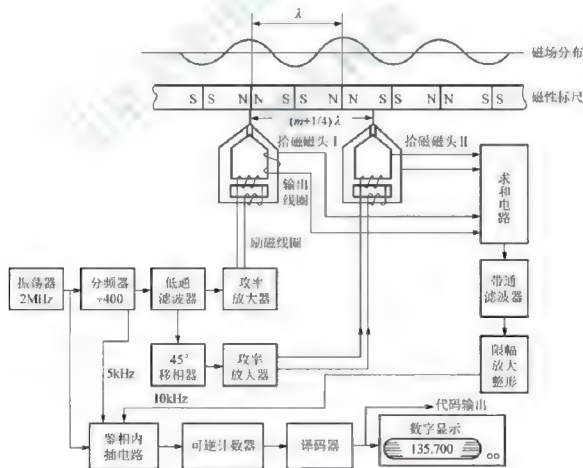 λ
磁场分布
S S N N S S N N S S N N S S
磁性标尺
(m+1/4)λ
拾磁磁头Ⅰ
拾磁磁头Ⅱ
输出
线圈
励磁线圈
求和电路
振荡器
2MHz
分频器
÷400
低通
滤波器
功率
放大器
带通
滤波器
45°
移相器
功率
放大器
限幅
放大
整形
5kHz
10kHz
代码输出
鉴相内
插电路
可逆计数器
译码器
数字显示
135.700